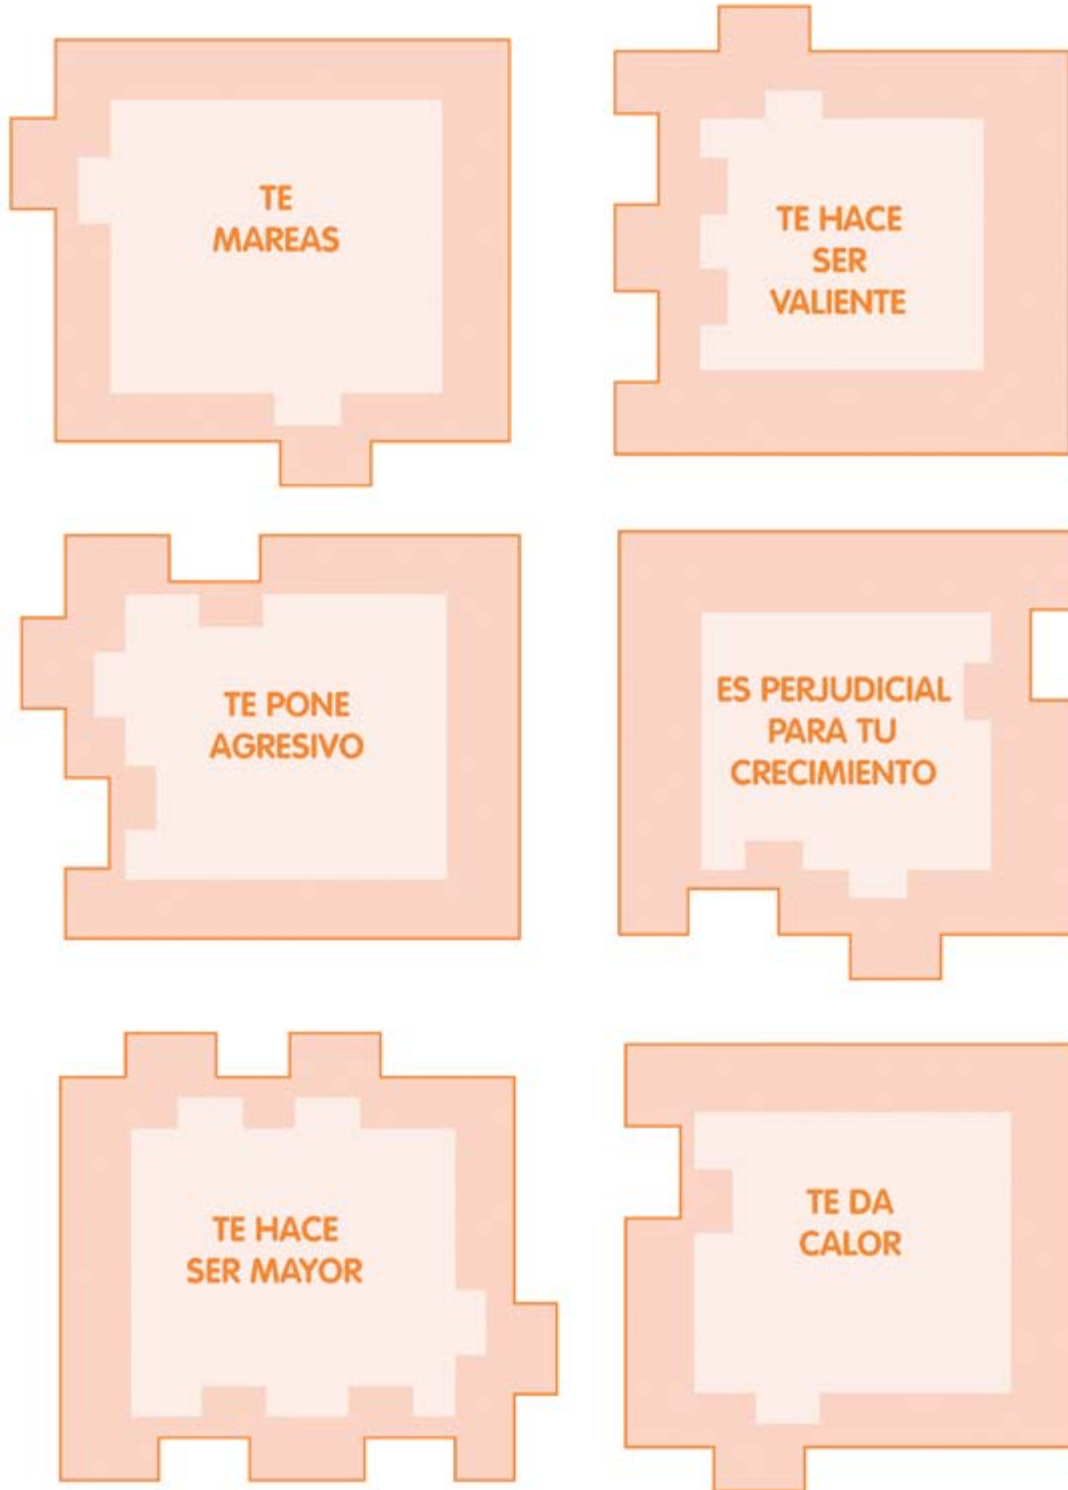 TE
MAREAS
TE HACE
SER
VALIENTE
TE PONE
AGRESIVO
ES PERJUDICIAL
PARA TU
CRECIMIENTO
TE HACE
SER MAYOR
TE DA
CALOR